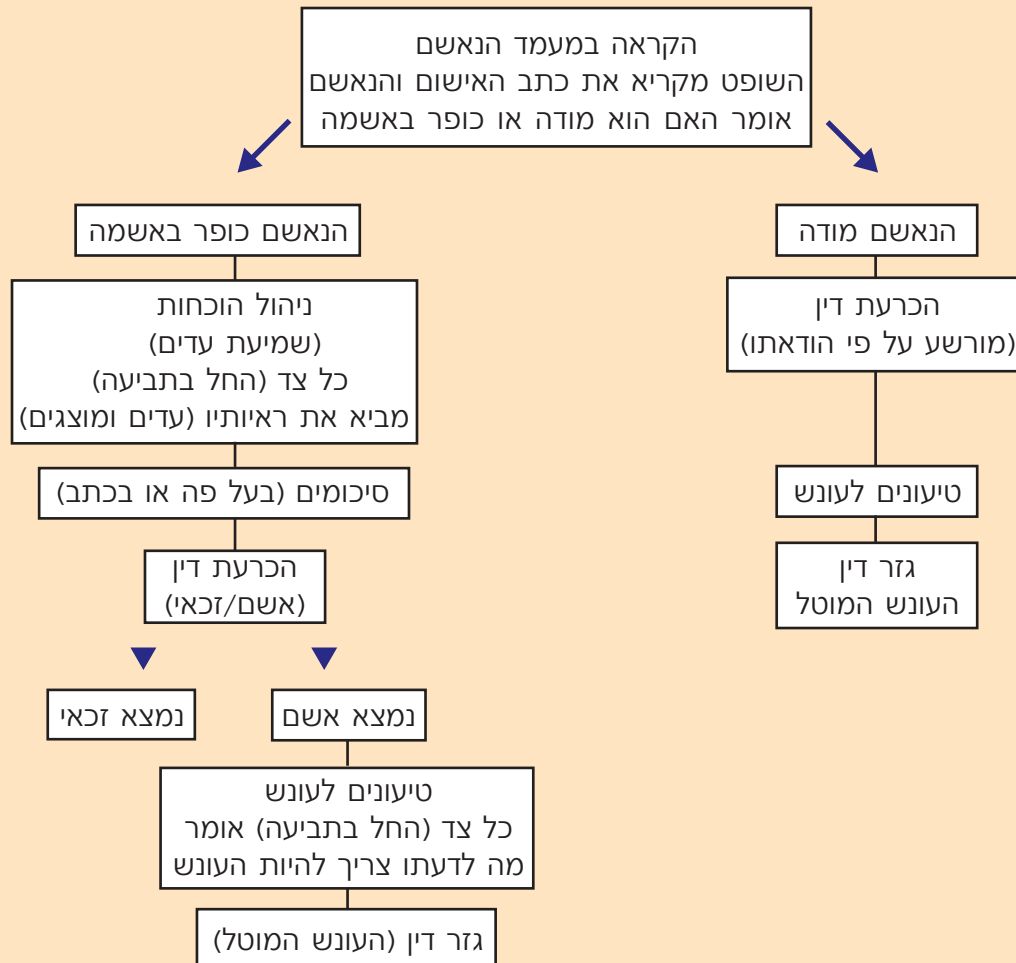 הקראה במעמד הנאשם
השופט מקריא את כתב האישום והנאשם
אומר האם הוא מודה או כופר באשמה
הנאשם מודה
הכרעת דין
(מורשע על פי הודאתו)
טיעונים לעונש
גזר דין
העונש המוטל
הנאשם כופר באשמה
ניהול הוכחות
(שמיעת עדים)
כל צד (החל בתביעה)
מביא את ראיותיו (עדים ומוצגים)
סיכומים (בעל פה או בכתב)
הכרעת דין
(אשם/זכאי)
נמצא אשם
טיעונים לעונש
כל צד (החל בתביעה) אומר
מה לדעתו צריך להיות העונש
גזר דין (העונש המוטל)
נמצא זכאי